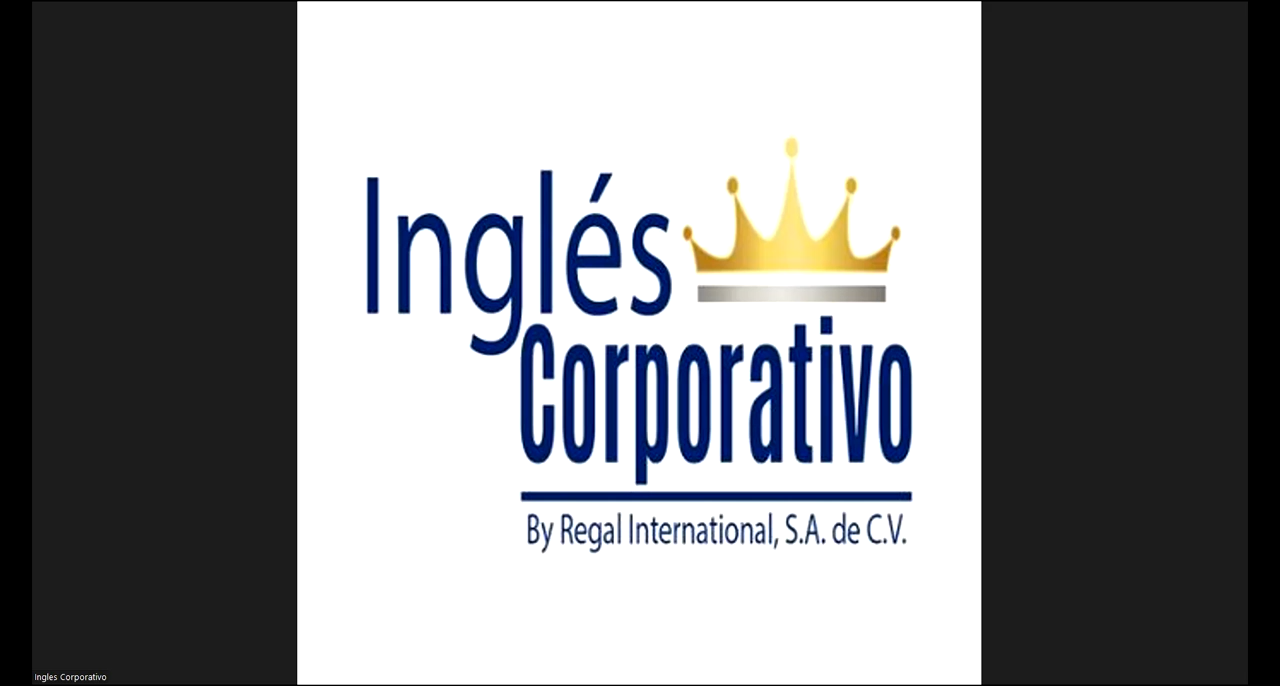 Inglés
Corporativo
By Regal International, S.A. de C.V.
Ingles Corporativo